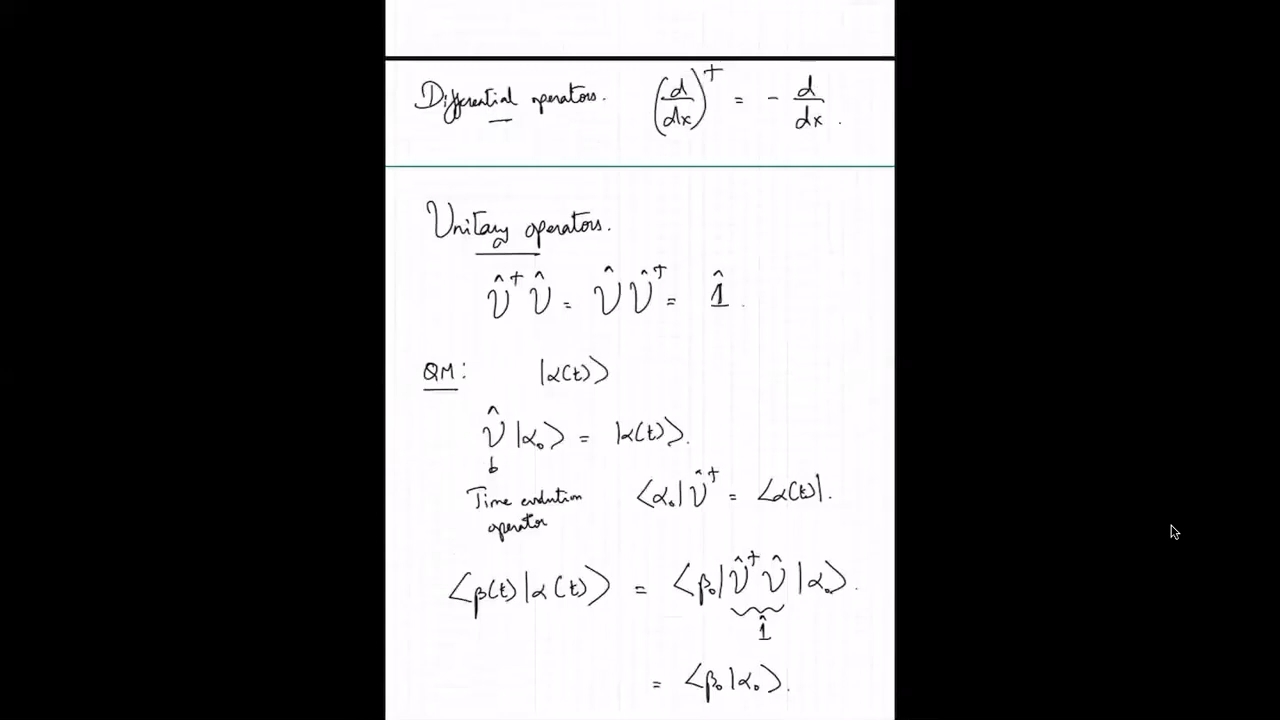 Differential operators. (d/dx)† = - d/dx .
Unitary operators.
Û†Û = ÛÛ† = 1̂ .
QM: |α(t)⟩
Û|α₀⟩ = |α(t)⟩.
Time evolution operator
⟨α₀|Û† = ⟨α(t)|.
⟨β(t)|α(t)⟩ = ⟨β₀|Û†Û|α₀⟩.
1̂
= ⟨β₀|α₀⟩.